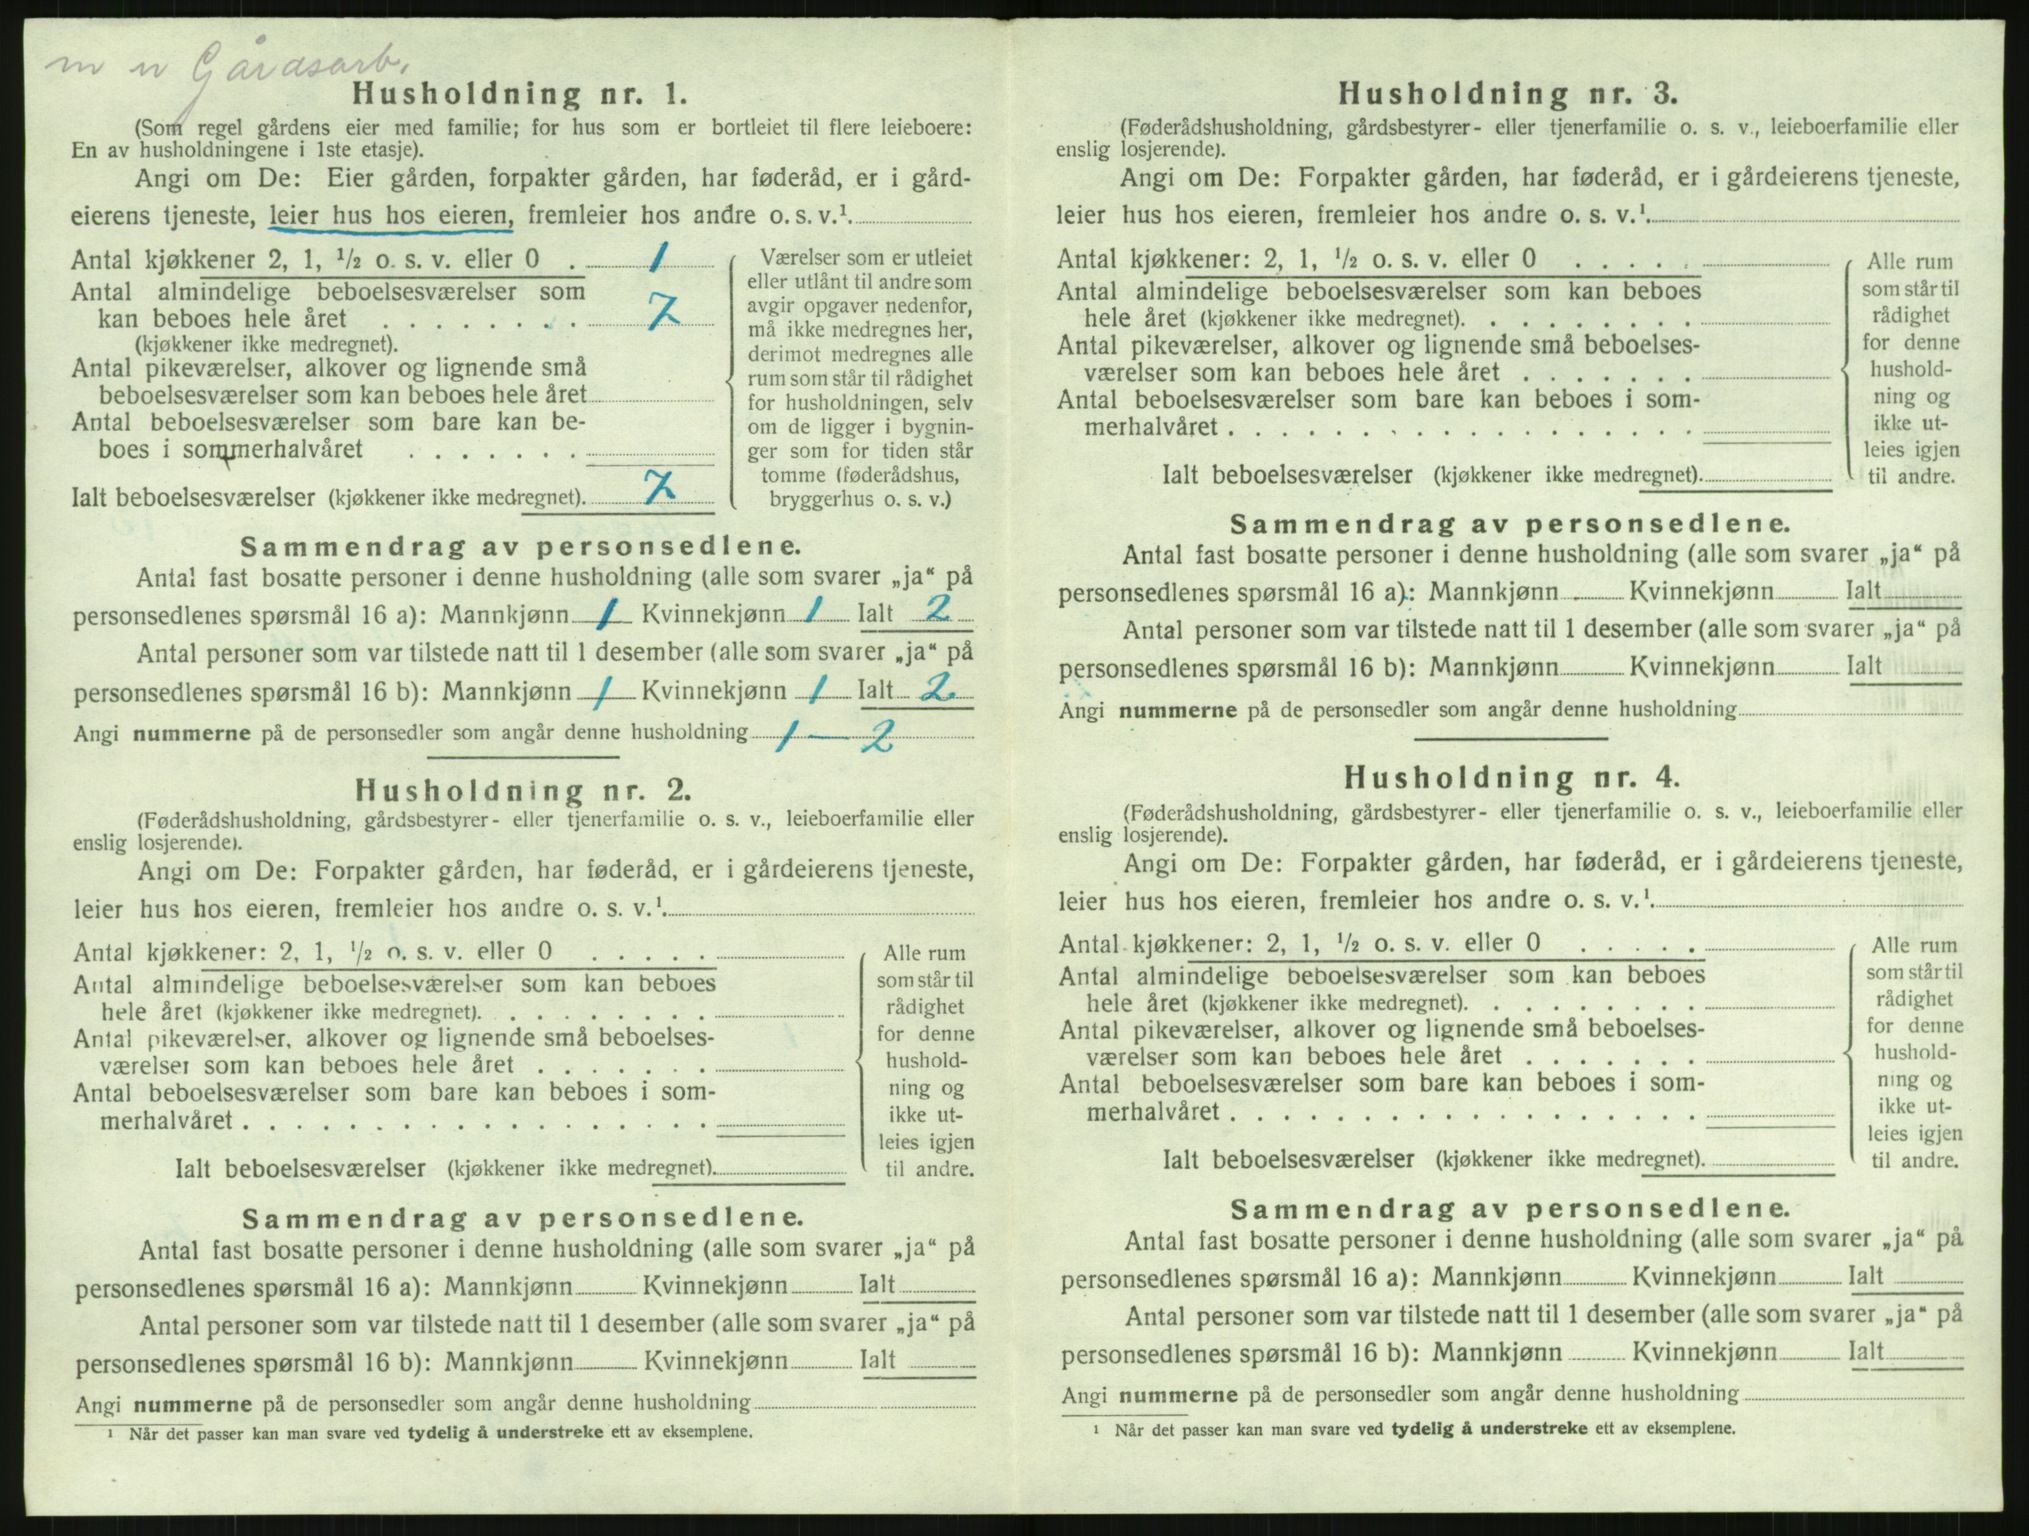 m n Gårdsarb.
Husholdning nr. 1.
(Som regel gårdens eier med familie; for hus som er bortleiet til flere leieboere:
En av husholdningene i 1ste etasje).
Angi om De: Eier gården, forpakter gården, har føderåd, er i gård-
eierens tjeneste, leier hus hos eieren, fremleier hos andre o. s. v.¹.
Antal kjøkkener 2, 1, ½ o. s. v. eller 0 . 1
Antal almindelige beboelsesværelser som
kan beboes hele året . . . . . . . . 7
(kjøkkener ikke medregnet).
Antal pikeværelser, alkover og lignende små
beboelsesværelser som kan beboes hele året
Antal beboelsesværelser som bare kan be-
boes i sommerhalvåret . . . . . . .
Ialt beboelsesværelser (kjøkkener ikke medregnet). 7
Værelser som er utleiet
eller utlånt til andre som
avgir opgaver nedenfor,
må ikke medregnes her,
derimot medregnes alle
rum som står til rådighet
for husholdningen, selv
om de ligger i bygnin-
ger som for tiden står
tomme (føderådshus,
bryggerhus o. s. v.)
Sammendrag av personsedlene.
Antal fast bosatte personer i denne husholdning (alle som svarer „ja“ på
personsedlenes spørsmål 16 a): Mannkjønn 1 Kvinnekjønn 1 Ialt 2
Antal personer som var tilstede natt til 1 desember (alle som svarer „ja“ på
personsedlenes spørsmål 16 b): Mannkjønn 1 Kvinnekjønn 1 Ialt 2
Angi nummerne på de personsedler som angår denne husholdning 1 — 2
Husholdning nr. 2.
(Føderådshusholdning, gårdsbestyrer- eller tjenerfamilie o. s. v., leieboerfamilie eller
enslig losjerende).
Angi om De: Forpakter gården, har føderåd, er i gårdeierens tjeneste,
leier hus hos eieren, fremleier hos andre o. s. v.¹.
Antal kjøkkener: 2, 1, ½ o. s. v. eller 0 . . . . .
Antal almindelige beboelsesværelser som kan beboes
hele året (kjøkkener ikke medregnet). . . . . . . . .
Antal pikeværelser, alkover og lignende små beboelses-
værelser som kan beboes hele året . . . . . . .
Antal beboelsesværelser som bare kan beboes i som-
merhalvåret . . . . . . . . . . . . . . . . . .
Ialt beboelsesværelser (kjøkkener ikke medregnet).
Alle rum
som står til
rådighet
for denne
hushold-
ning og
ikke ut-
leies igjen
til andre.
Sammendrag av personsedlene.
Antal fast bosatte personer i denne husholdning (alle som svarer „ja“ på
personsedlenes spørsmål 16 a): Mannkjønn Kvinnekjønn Ialt
Antal personer som var tilstede natt til 1 desember (alle som svarer „ja“ på
personsedlenes spørsmål 16 b): Mannkjønn Kvinnekjønn Ialt
Angi nummerne på de personsedler som angår denne husholdning
¹ Når det passer kan man svare ved tydelig å understreke ett av eksemplene.
Husholdning nr. 3.
(Føderådshusholdning, gårdsbestyrer- eller tjenerfamilie o. s. v., leieboerfamilie eller
enslig losjerende).
Angi om De: Forpakter gården, har føderåd, er i gårdeierens tjeneste,
leier hus hos eieren, fremleier hos andre o. s. v.¹.
Antal kjøkkener: 2, 1, ½ o. s. v. eller 0 . . . . .
Antal almindelige beboelsesværelser som kan beboes
hele året (kjøkkener ikke medregnet). . . . . . . . .
Antal pikeværelser, alkover og lignende små beboelses-
værelser som kan beboes hele året . . . . . . .
Antal beboelsesværelser som bare kan beboes i som-
merhalvåret . . . . . . . . . . . . . . . . . .
Ialt beboelsesværelser (kjøkkener ikke medregnet).
Alle rum
som står til
rådighet
for denne
hushold-
ning og
ikke ut-
leies igjen
til andre.
Sammendrag av personsedlene.
Antal fast bosatte personer i denne husholdning (alle som svarer „ja“ på
personsedlenes spørsmål 16 a): Mannkjønn Kvinnekjønn Ialt
Antal personer som var tilstede natt til 1 desember (alle som svarer „ja“ på
personsedlenes spørsmål 16 b): Mannkjønn Kvinnekjønn Ialt
Angi nummerne på de personsedler som angår denne husholdning
Husholdning nr. 4.
(Føderådshusholdning, gårdsbestyrer- eller tjenerfamilie o. s. v., leieboerfamilie eller
enslig losjerende).
Angi om De: Forpakter gården, har føderåd, er i gårdeierens tjeneste,
leier hus hos eieren, fremleier hos andre o. s. v.¹.
Antal kjøkkener: 2, 1, ½ o. s. v. eller 0 . . . . .
Antal almindelige beboelsesværelser som kan beboes
hele året (kjøkkener ikke medregnet). . . . . . . . .
Antal pikeværelser, alkover og lignende små beboelses-
værelser som kan beboes hele året . . . . . . .
Antal beboelsesværelser som bare kan beboes i som-
merhalvåret . . . . . . . . . . . . . . . . . .
Ialt beboelsesværelser (kjøkkener ikke medregnet).
Alle rum
som står til
rådighet
for denne
hushold-
ning og
ikke ut-
leies igjen
til andre.
Sammendrag av personsedlene.
Antal fast bosatte personer i denne husholdning (alle som svarer „ja“ på
personsedlenes spørsmål 16 a): Mannkjønn Kvinnekjønn Ialt
Antal personer som var tilstede natt til 1 desember (alle som svarer „ja“ på
personsedlenes spørsmål 16 b): Mannkjønn Kvinnekjønn Ialt
Angi nummerne på de personsedler som angår denne husholdning
¹ Når det passer kan man svare ved tydelig å understreke ett av eksemplene.